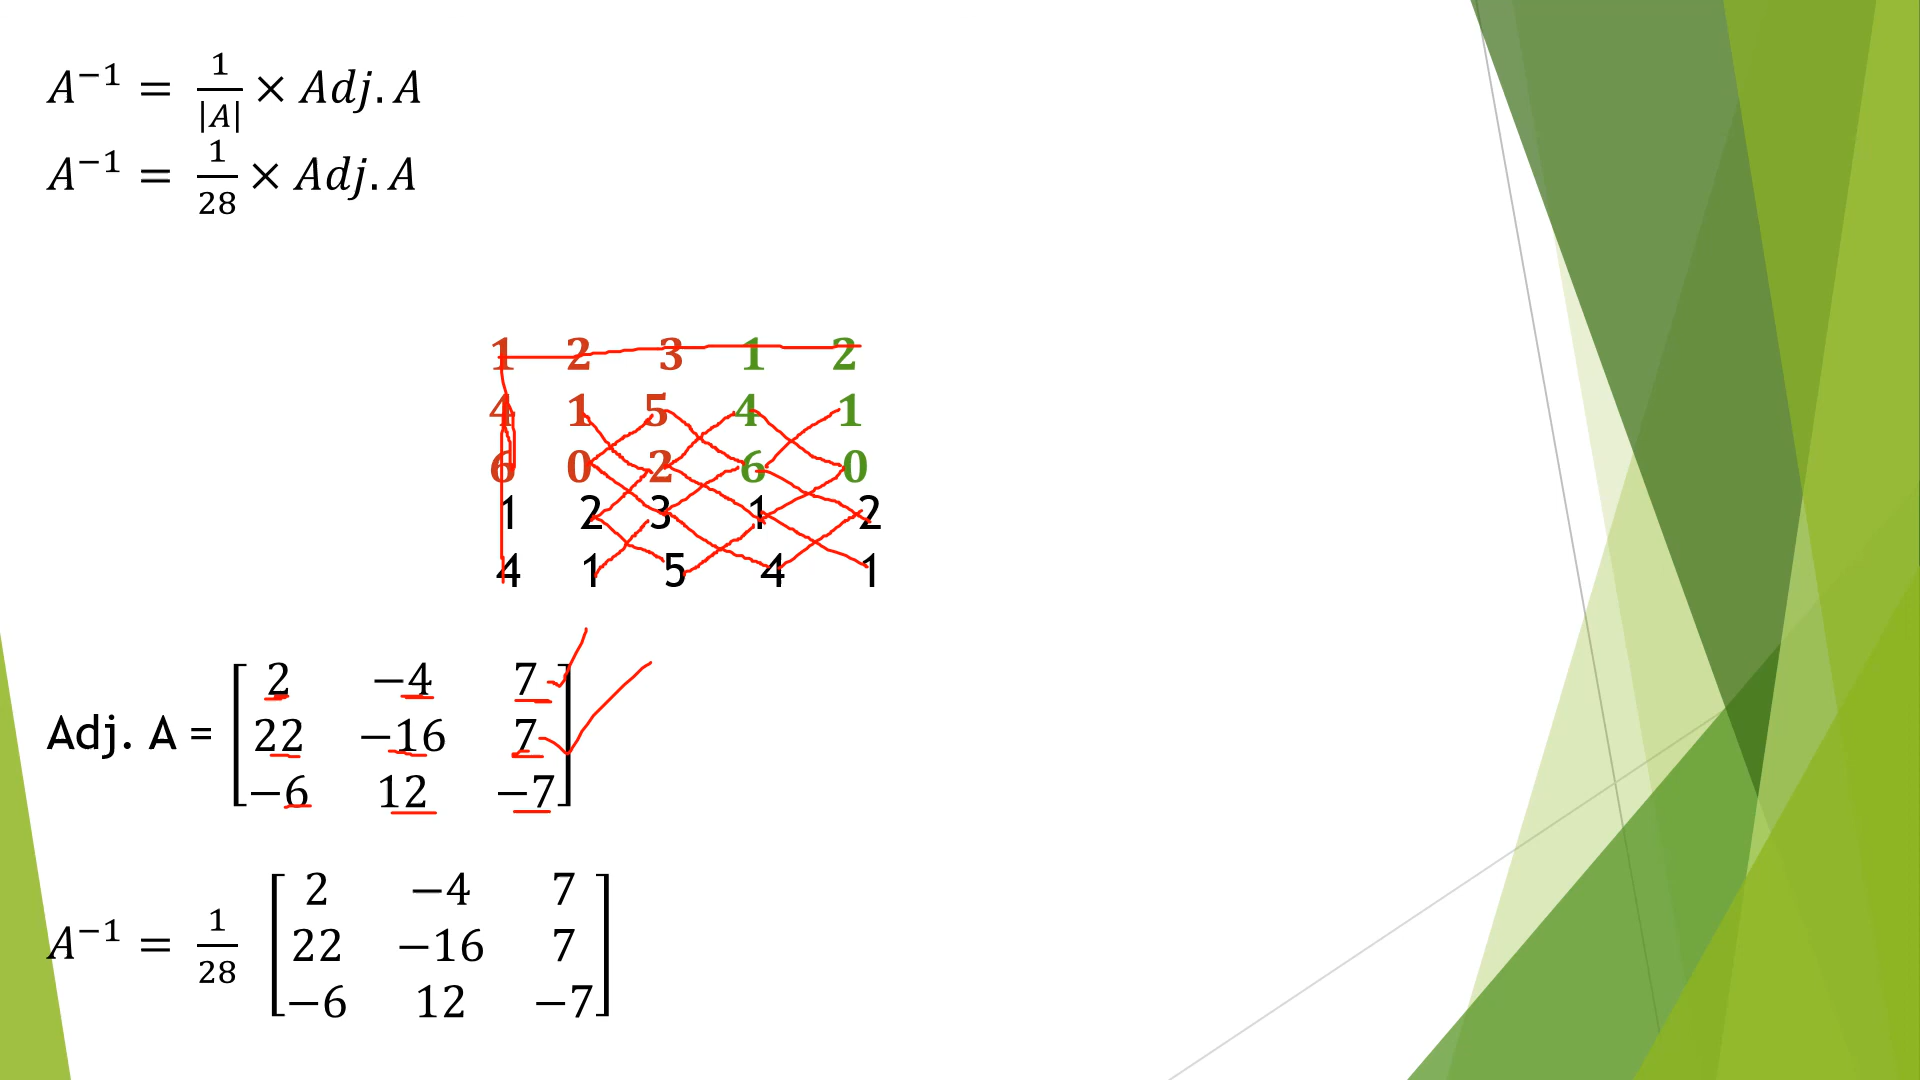 A⁻¹ = 1/|A| × Adj. A
A⁻¹ = 1/28 × Adj. A
1 2 3 1 2
4 1 5 4 1
6 0 2 6 0
1 2 3 1 2
4 1 5 4 1
2 −4 7
Adj. A = 22 −16 7
−6 12 −7
2 −4 7
A⁻¹ = 1/28 22 −16 7
−6 12 −7